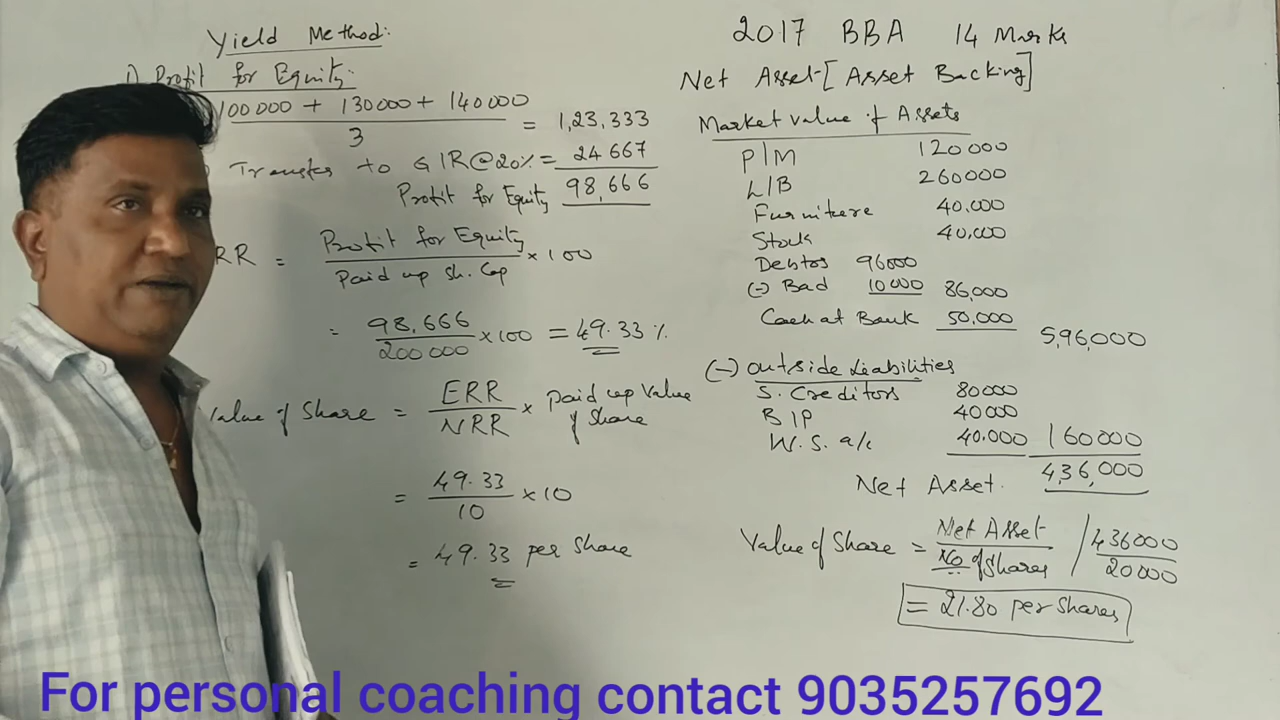 Yield Method:
1) Profit for Equity:
100000 + 130000 + 140000
3
= 1,23,333
Transfer to GIR@20% = 24 667
Profit for Equity 98,666
RR = Profit for Equity
Paid up Sh. Cap
× 100
= 98,666
200000
× 100 = 49.33 %
Value of Share = ERR
NRR
× Paid up Value
of Share
= 49.33
10
× 10
= 49.33 per Share
2017 BBA 14 Marks
Net Asset [Asset Backing]
Market value of Assets
P|M 120000
L|B 260000
Furniture 40,000
Stock 40,000
Debtos 96000
(-) Bad 10000 86,000
Cash at Bank 50,000 5,96,000
(-) outside Liabilities
S. Creditors 80000
B|P 40000
W.S. a/c 40.000 160000
Net Asset. 4,36,000
Value of Share = Net Asset
No of Shares
/ 436000
20000
= 21.80 per Shares
For personal coaching contact 9035257692